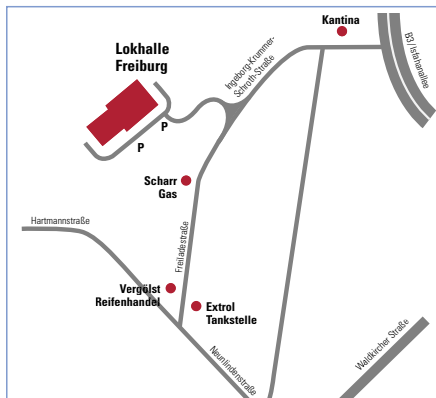 Kantina
Lokhalle
Freiburg
Ingeborg-Krummer-
Schroth-Straße
B3/Isfahanallee
P
P
Scharr
Gas
Hartmannstraße
Freiladestraße
Vergölst
Reifenhandel
Extrol
Tankstelle
Neunlindenstraße
Waldkircher Straße